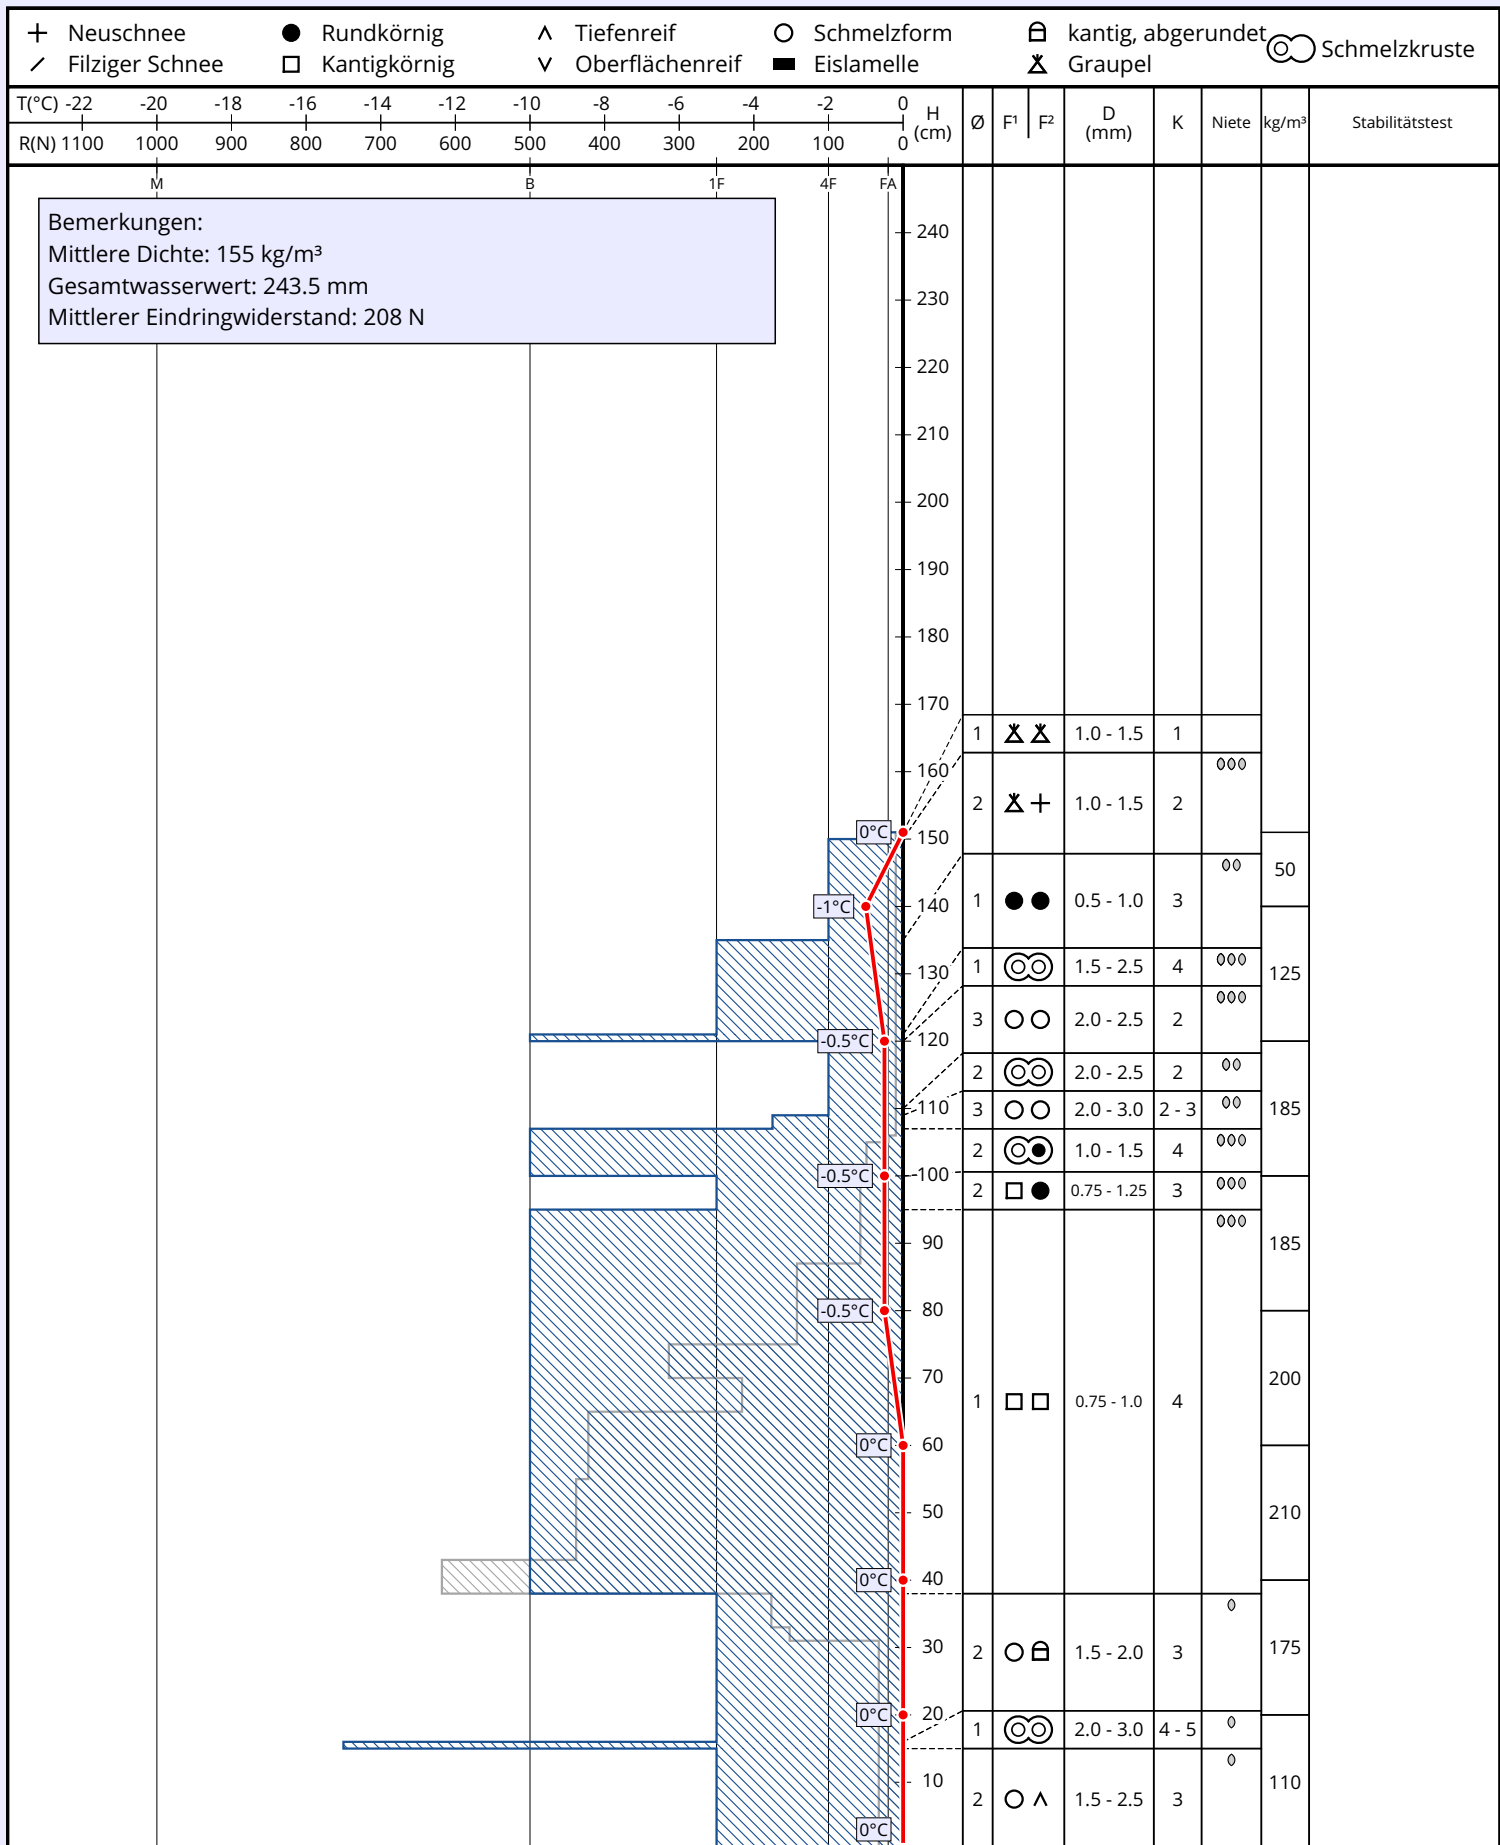 Neuschnee Rundkörnig Tiefenreif Schmelzform kantig, abgerundet Schmelzkruste
Filziger Schnee Kantigkörnig Oberflächenreif Eislamelle Graupel
T(°C) -22 -20 -18 -16 -14 -12 -10 -8 -6 -4 -2 0
R(N) 1100 1000 900 800 700 600 500 400 300 200 100 0
H (cm) Ø F¹ F² D (mm) K Niete kg/m³ Stabilitätstest
M B 1F 4F FA
Bemerkungen:
Mittlere Dichte: 155 kg/m³
Gesamtwasserwert: 243.5 mm
Mittlerer Eindringwiderstand: 208 N
240
230
220
210
200
190
180
170
1 1.0 - 1.5 1
160
2 1.0 - 1.5 2
0°C 150
50
-1°C 140
1 0.5 - 1.0 3
130
1 1.5 - 2.5 4
125
3 2.0 - 2.5 2
-0.5°C 120
2 2.0 - 2.5 2
110
3 2.0 - 3.0 2 - 3
185
2 1.0 - 1.5 4
-0.5°C 100
2 0.75 - 1.25 3
90
185
-0.5°C 80
70
200
1 0.75 - 1.0 4
0°C 60
50
210
0°C 40
30
175
2 1.5 - 2.0 3
0°C 20
1 2.0 - 3.0 4 - 5
10
110
2 1.5 - 2.5 3
0°C